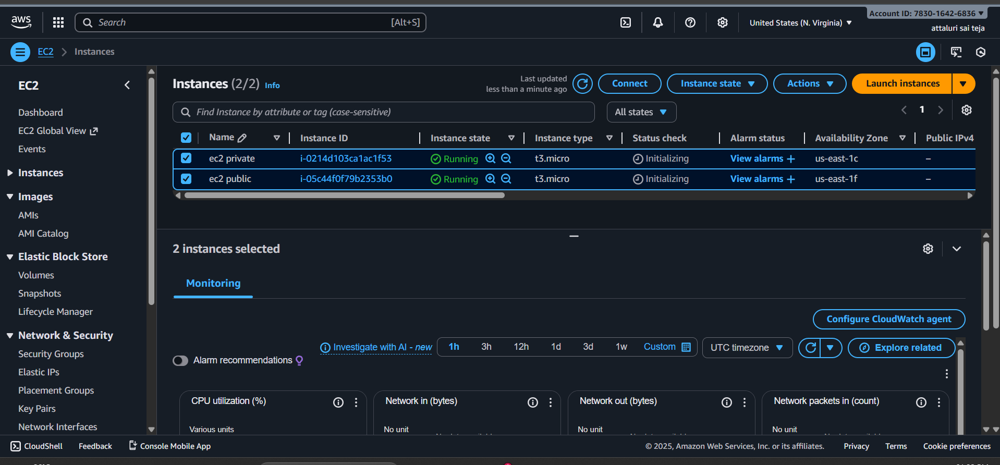 aws
Search [Alt+S]
United States (N. Virginia)
Account ID: 7830-1642-6836
attaluri sai teja
EC2 Instances
EC2
Dashboard
EC2 Global View
Events
Instances
Images
AMIs
AMI Catalog
Elastic Block Store
Volumes
Snapshots
Lifecycle Manager
Network & Security
Security Groups
Elastic IPs
Placement Groups
Key Pairs
Network Interfaces
Instances (2/2) Info
Last updated
less than a minute ago
Connect Instance state Actions Launch instances
Find Instance by attribute or tag (case-sensitive) All states 1
Name Instance ID Instance state Instance type Status check Alarm status Availability Zone Public IPv4
ec2 private i-0214d103ca1ac1f53 Running t3.micro Initializing View alarms + us-east-1c –
ec2 public i-05c44f0f79b2353b0 Running t3.micro Initializing View alarms + us-east-1f –
2 instances selected
Monitoring
Configure CloudWatch agent
Alarm recommendations
Investigate with AI - new 1h 3h 12h 1d 3d 1w Custom UTC timezone Explore related
CPU utilization (%)
Various units
Network in (bytes)
No unit
Network out (bytes)
No unit
Network packets in (count)
No unit
CloudShell Feedback Console Mobile App © 2025, Amazon Web Services, Inc. or its affiliates. Privacy Terms Cookie preferences